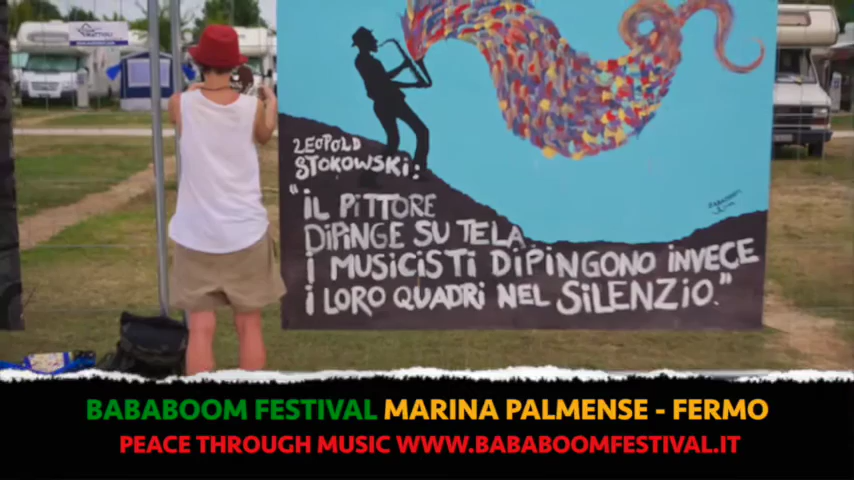 LEOPOLD
STOKOWSKI:
"IL PITTORE
DIPINGE SU TELA
I MUSICISTI DIPINGONO INVECE
I LORO QUADRI NEL SILENZIO."
BABABOOM FESTIVAL MARINA PALMENSE - FERMO
PEACE THROUGH MUSIC WWW.BABABOOMFESTIVAL.IT